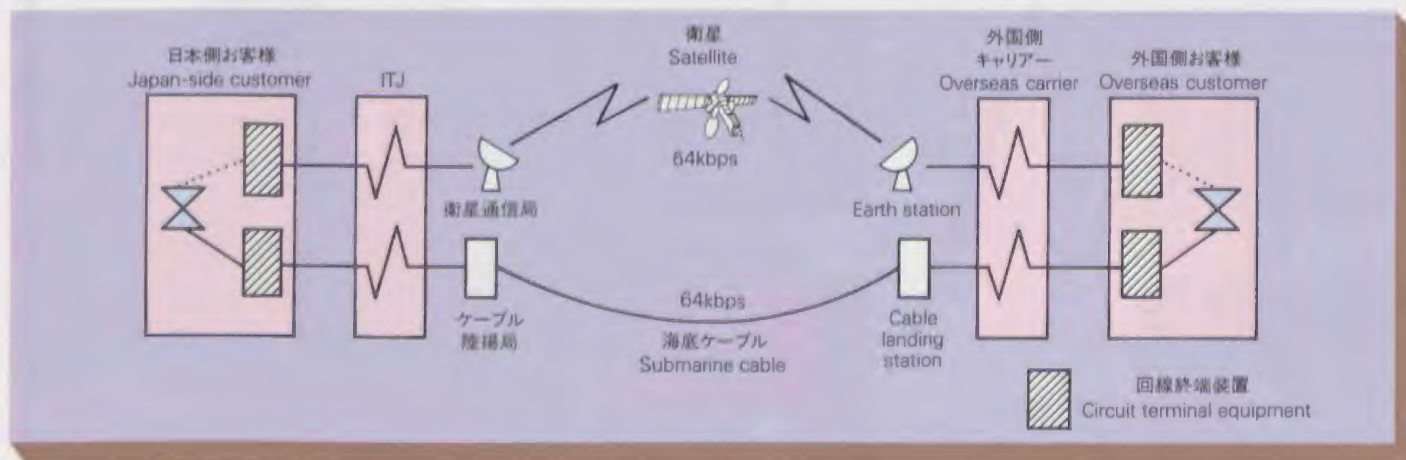 日本側お客様
Japan-side customer
ITJ
衛星
Satellite
外国側
キャリアー
Overseas carrier
外国側お客様
Overseas customer
64kbps
衛星通信局
Earth station
64kbps
ケーブル
陸揚局
海底ケーブル
Submarine cable
Cable
landing
station
回線終端装置
Circuit terminal equipment